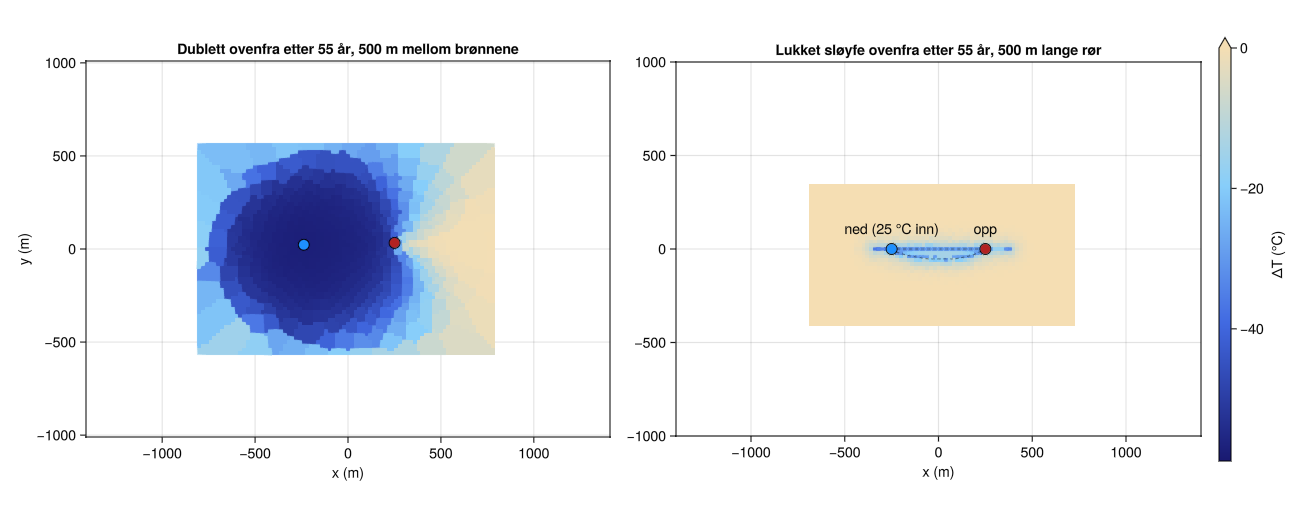 Dublett ovenfra etter 55 år, 500 m mellom brønnene
1000
500
0
−500
−1000
−1000
−500
0
500
1000
x (m)
y (m)
Lukket sløyfe ovenfra etter 55 år, 500 m lange rør
1000
500
0
−500
−1000
ned (25 °C inn)
opp
−1000
−500
0
500
1000
x (m)
0
−20
−40
ΔT (°C)